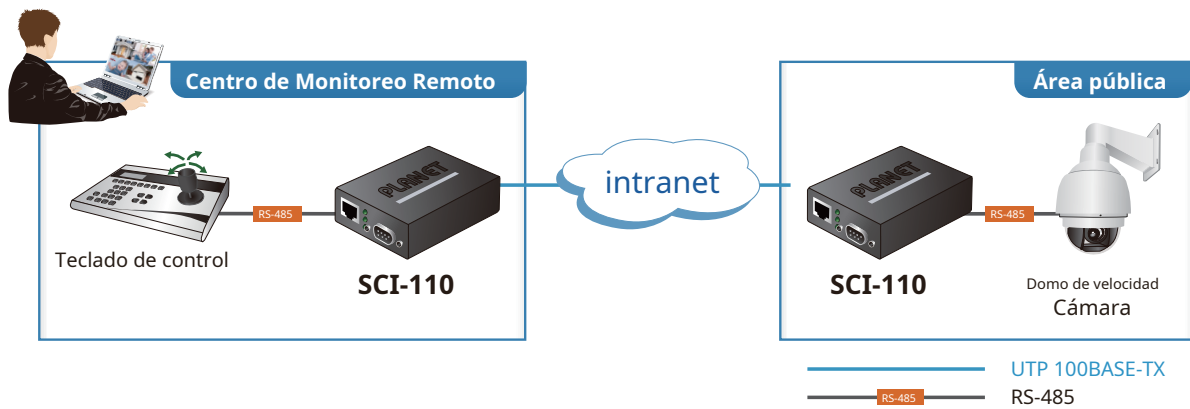 Centro de Monitoreo Remoto
Área pública
PLANET
intranet
PLANET
RS-485
RS-485
Teclado de control
SCI-110
SCI-110
Domo de velocidad
Cámara
UTP 100BASE-TX
RS-485
RS-485